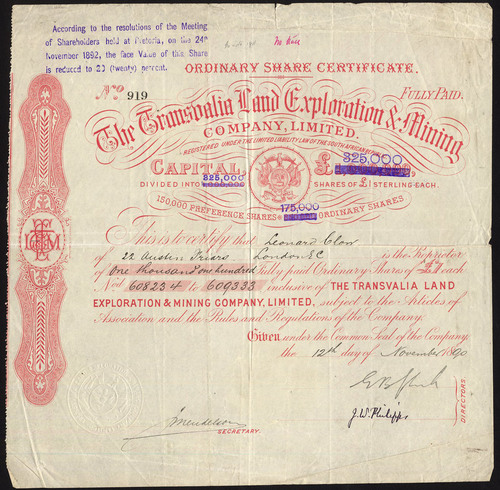 According to the resolutions of the Meeting
of Shareholders held at Pretoria, on the 24th
November 1892, the face Value of this Share
is reduced to 20 (twenty) percent.
ORDINARY SHARE CERTIFICATE.
No 919
FULLY PAID.
The Transvalia Land Exploration & Mining
COMPANY, LIMITED.
REGISTERED UNDER THE LIMITED LIABILITY LAW OF THE SOUTH AFRICAN REPUBLIC
CAPITAL £ 325,000
325,000
DIVIDED INTO SHARES OF £1 STERLING EACH.
175,000
150,000 PREFERENCE SHARES ORDINARY SHARES
This is to certify that Leonard Clow
of 22 Austin Friars London E.C is the Proprietor
of One thousand one hundred fully paid Ordinary Shares of £1 each
Nos 608234 to 609333 inclusive of THE TRANSVALIA LAND
EXPLORATION & MINING COMPANY, LIMITED, subject to the Articles of
Association and the Rules and Regulations of the Company.
Given under the Common Seal of the Company
the 12th day of November 1890
J.W. Philipps
DIRECTORS.
Mendelson
SECRETARY.